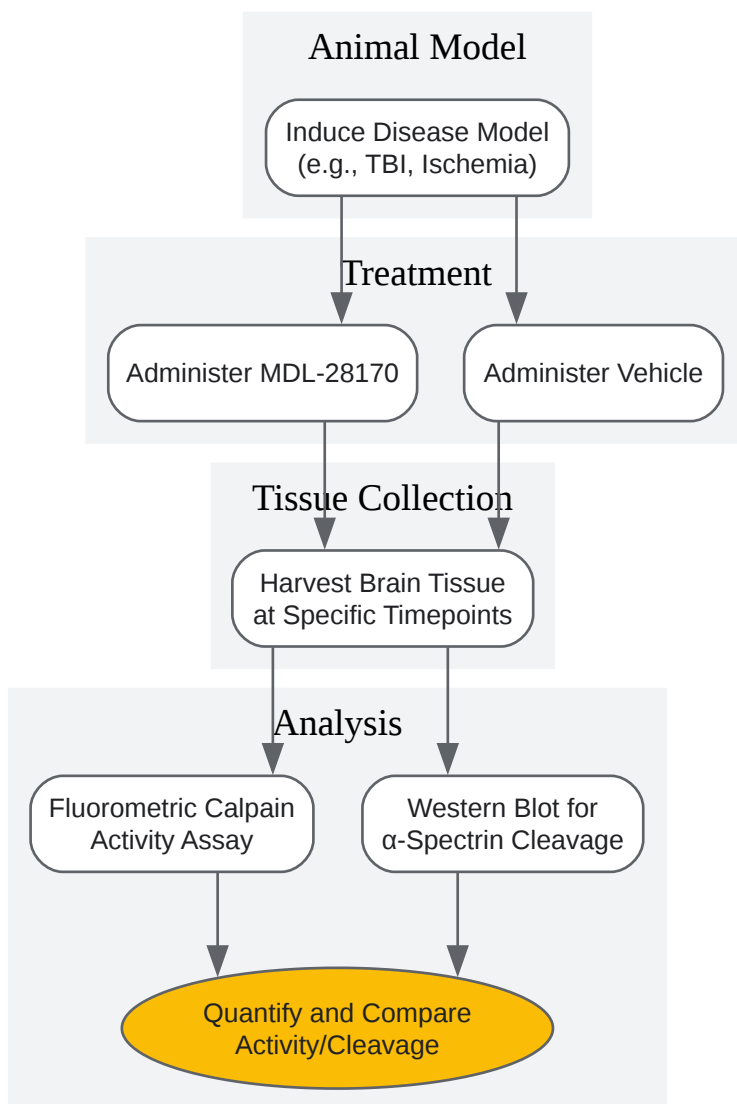 Animal Model
Induce Disease Model
(e.g., TBI, Ischemia)
Treatment
Administer MDL-28170
Administer Vehicle
Tissue Collection
Harvest Brain Tissue
at Specific Timepoints
Analysis
Fluorometric Calpain
Activity Assay
Western Blot for
α-Spectrin Cleavage
Quantify and Compare
Activity/Cleavage